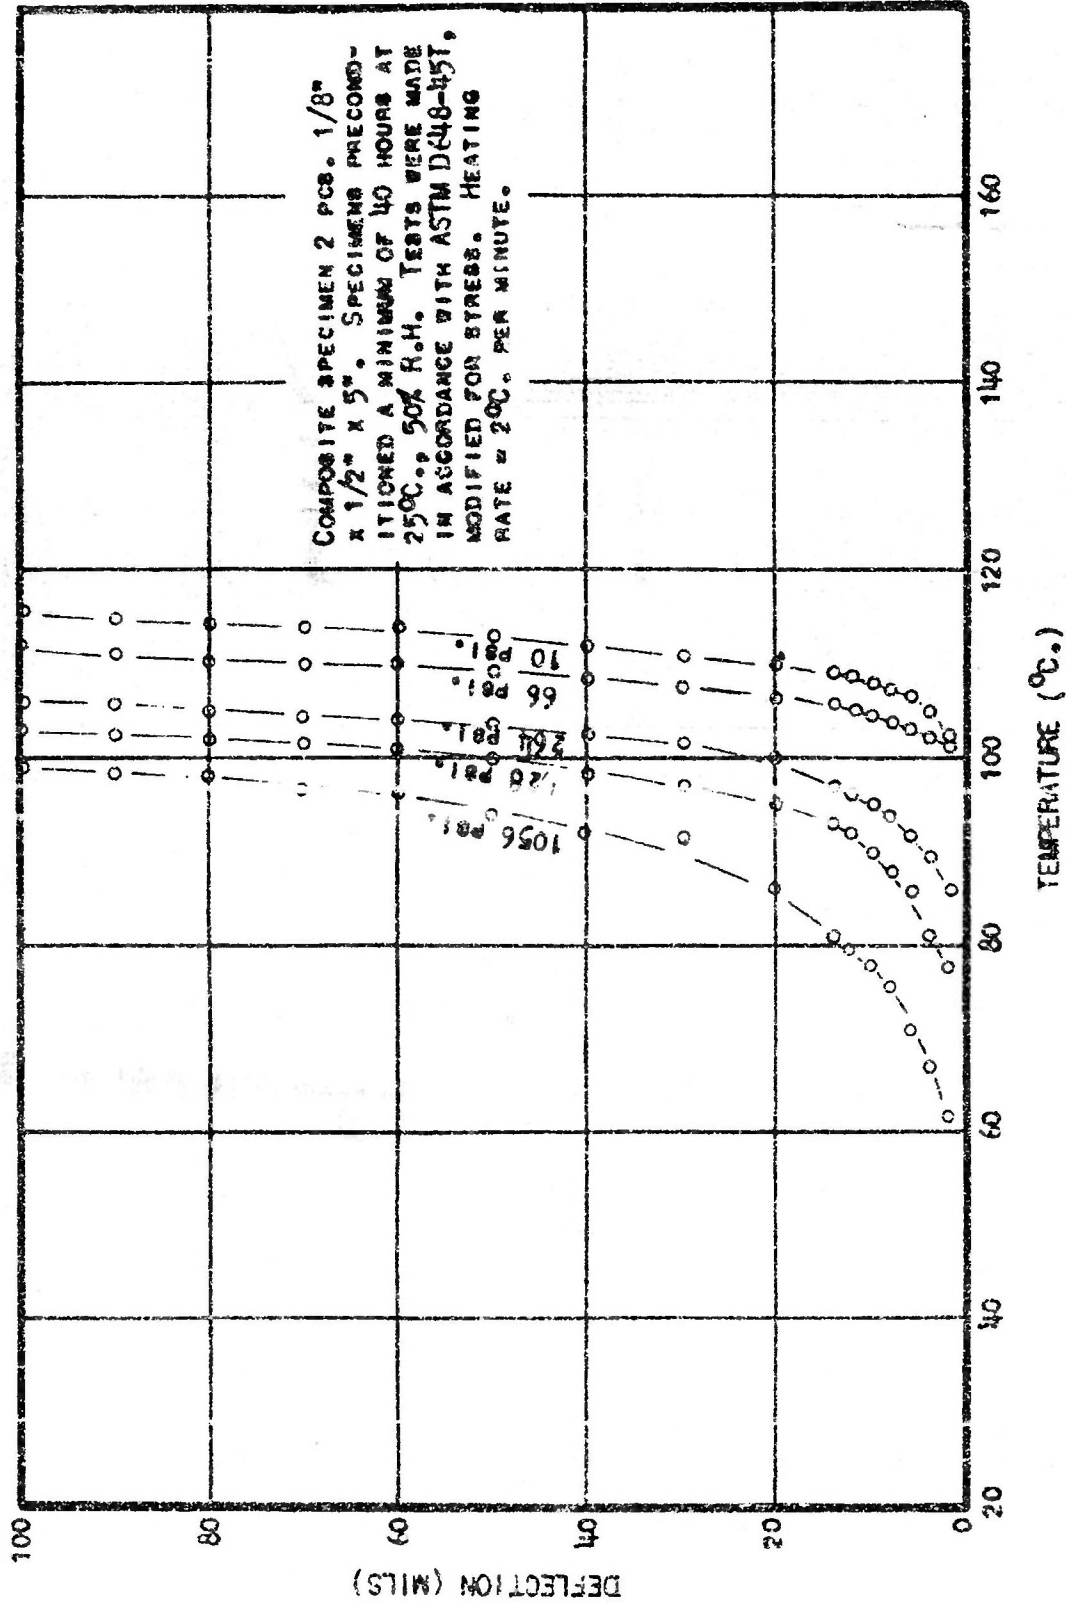 COMPOSITE SPECIMEN 2 PCS. 1/8"
x 1/2" x 5". SPECIMENS PRECOND-
ITIONED A MINIMUM OF 40 HOURS AT
25°C., 50% R.H. TESTS WERE MADE
IN ACCORDANCE WITH ASTM D648-45T,
MODIFIED FOR STRESS. HEATING
RATE = 2°C. PER MINUTE.
10 PSI.
66 PSI.
264 PSI.
1056 PSI.
DEFLECTION (MILS)
100
80
60
40
20
0
20
40
60
80
100
120
140
160
TEMPERATURE (°C.)